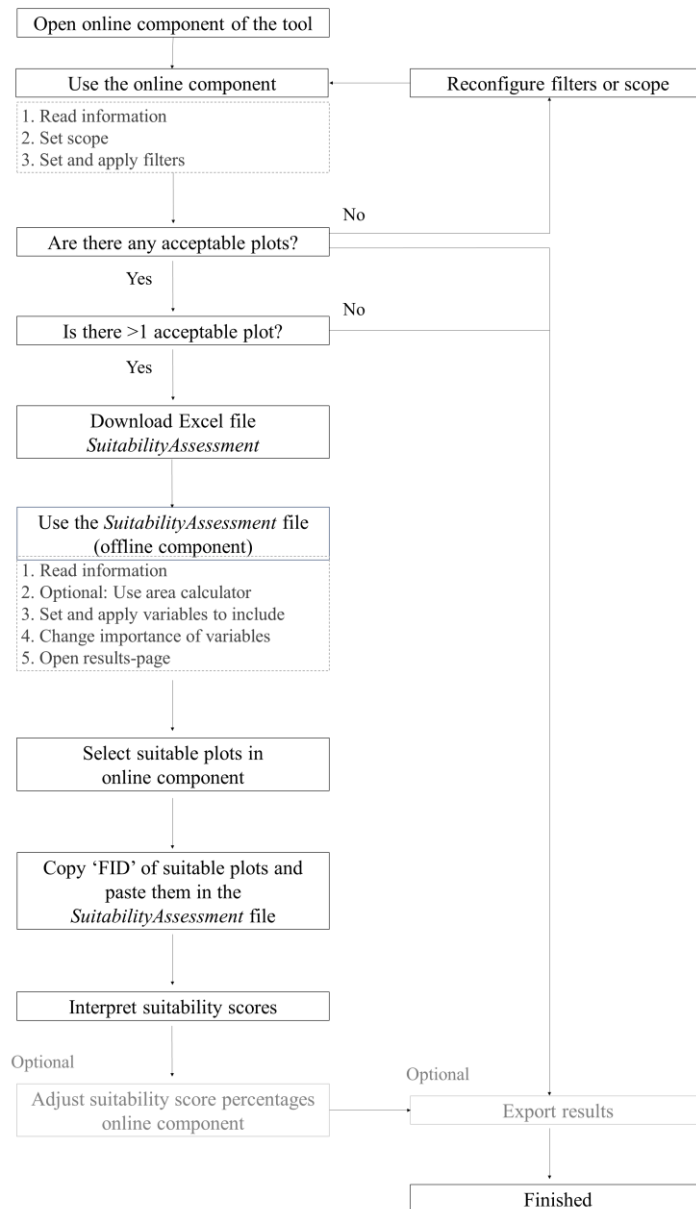 Open online component of the tool
Use the online component
Reconfigure filters or scope
1. Read information
2. Set scope
3. Set and apply filters
No
Are there any acceptable plots?
Yes
No
Is there >1 acceptable plot?
Yes
Download Excel file
SuitabilityAssessment
Use the SuitabilityAssessment file
(offline component)
1. Read information
2. Optional: Use area calculator
3. Set and apply variables to include
4. Change importance of variables
5. Open results-page
Select suitable plots in
online component
Copy ‘FID’ of suitable plots and
paste them in the
SuitabilityAssessment file
Interpret suitability scores
Optional
Optional
Adjust suitability score percentages
online component
Export results
Finished